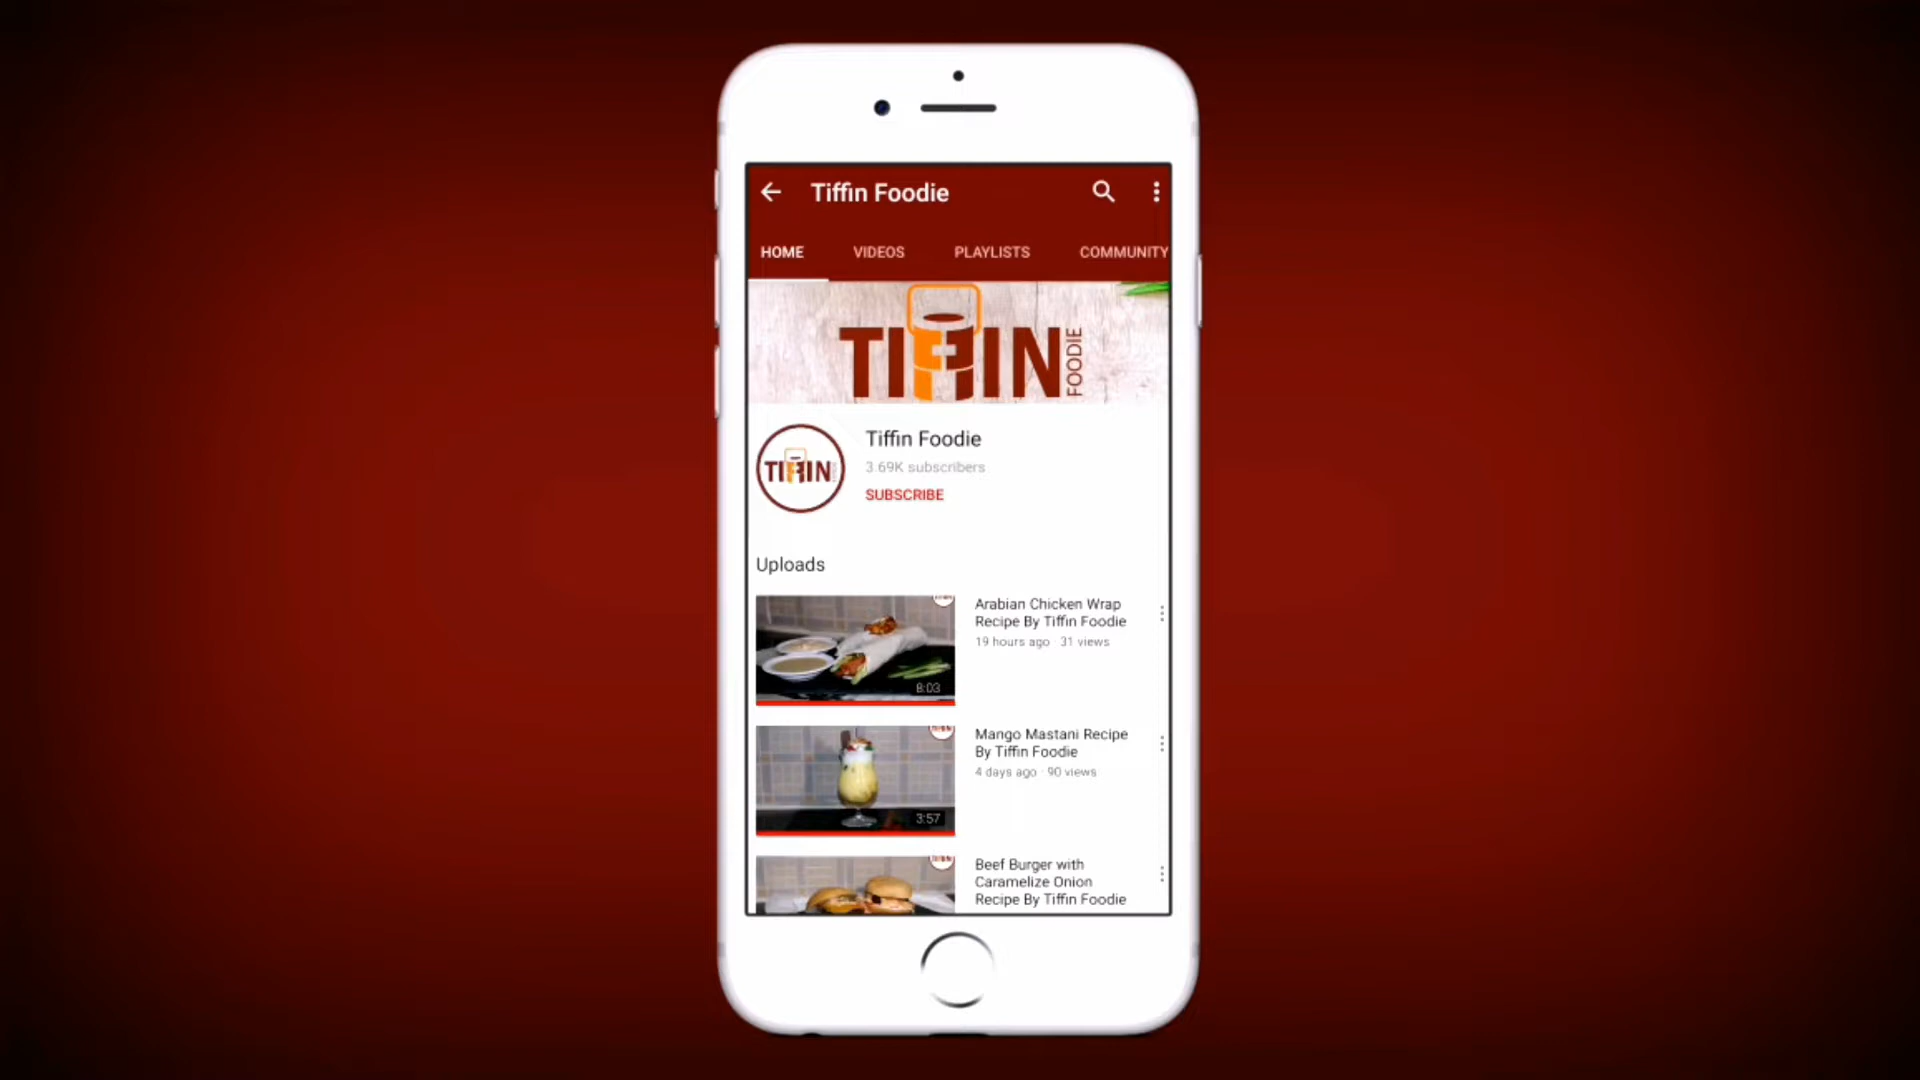 Tiffin Foodie
HOME VIDEOS PLAYLISTS COMMUNITY
TIFFIN FOODIE
TIFFIN
Tiffin Foodie
3.69K subscribers
SUBSCRIBE
Uploads
Arabian Chicken Wrap
Recipe By Tiffin Foodie
19 hours ago · 31 views
8:03
Mango Mastani Recipe
By Tiffin Foodie
4 days ago · 90 views
3:57
Beef Burger with
Caramelize Onion
Recipe By Tiffin Foodie